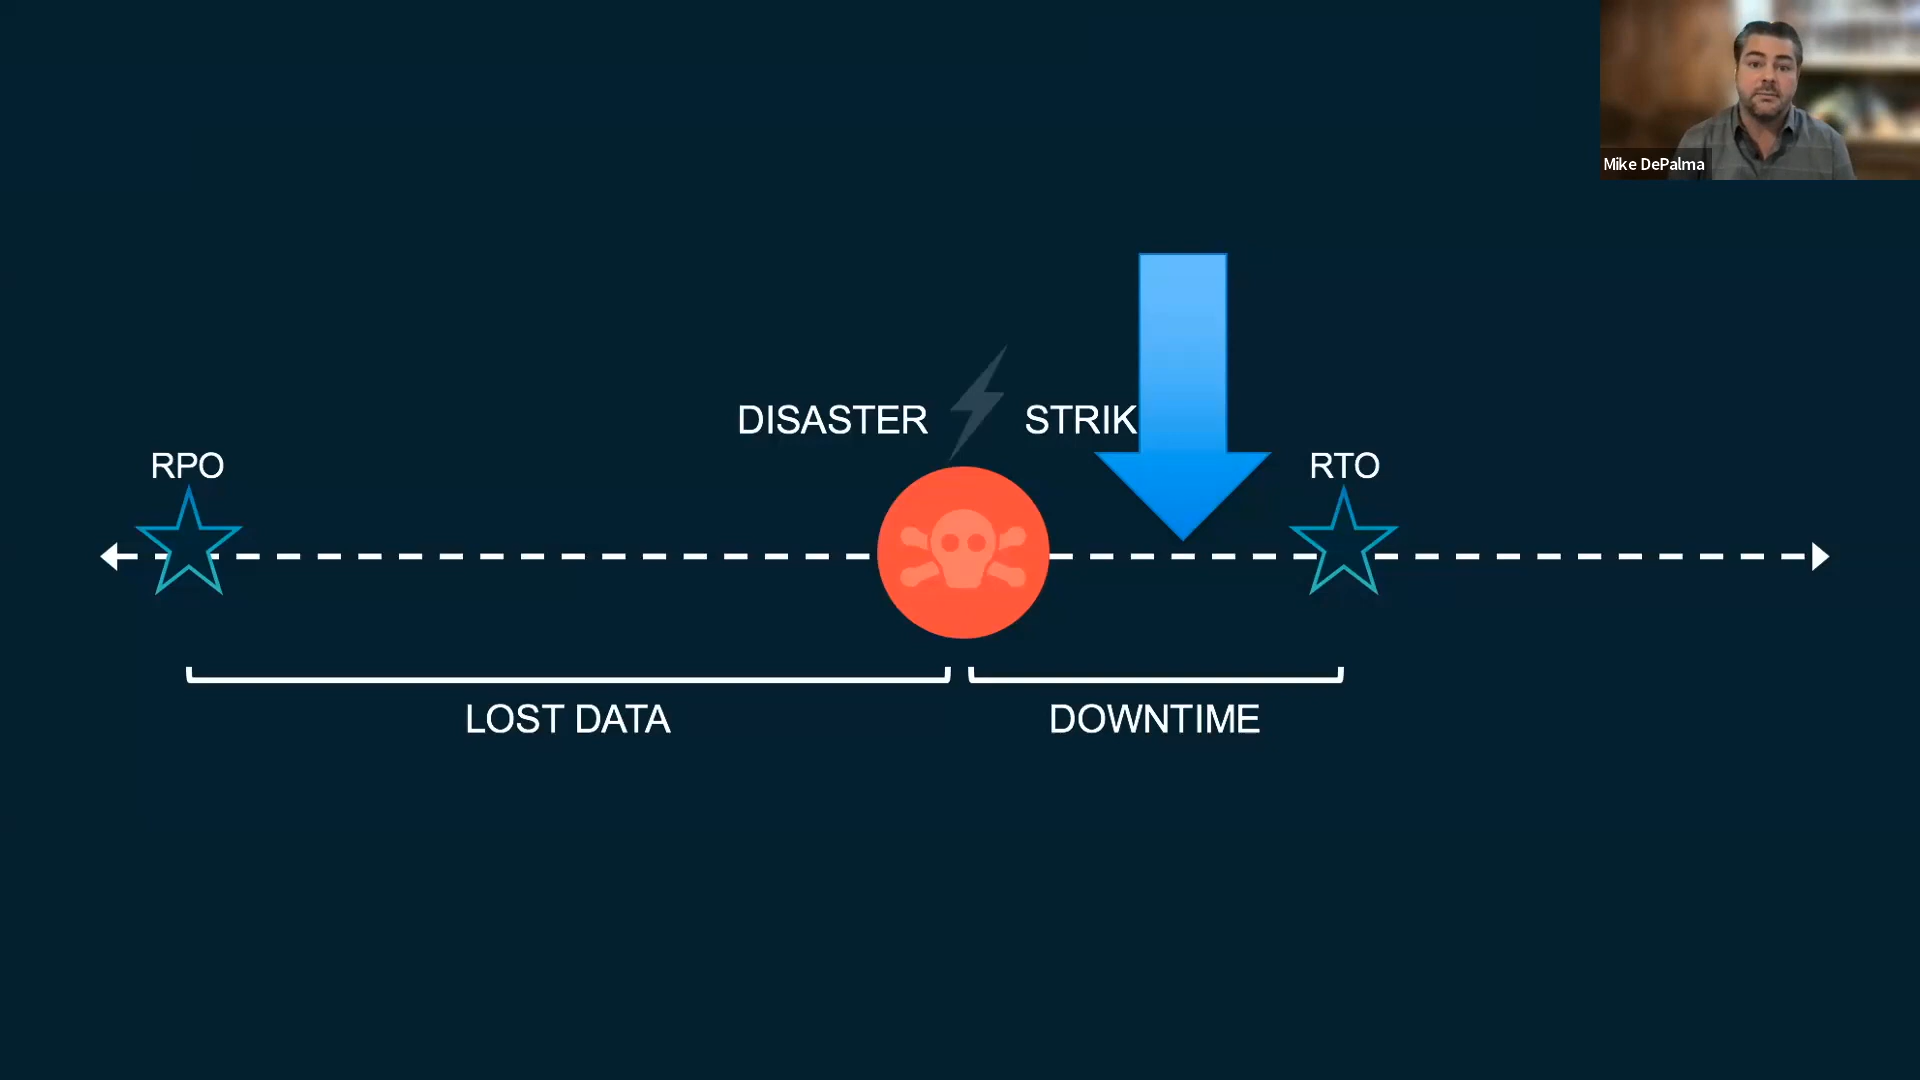 Mike DePalma
DISASTER STRIK
RPO
RTO
LOST DATA
DOWNTIME